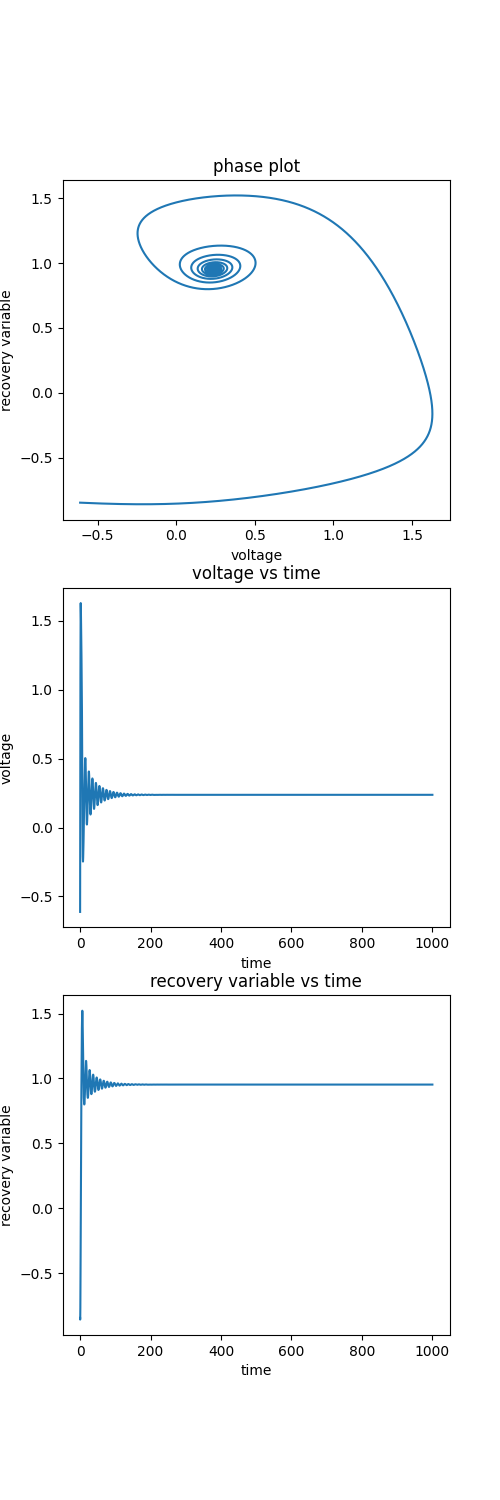 phase plot
1.5
1.0
0.5
0.0
−0.5
recovery variable
−0.5 0.0 0.5 1.0 1.5
voltage
voltage vs time
1.5
1.0
0.5
0.0
−0.5
voltage
0 200 400 600 800 1000
time
recovery variable vs time
1.5
1.0
0.5
0.0
−0.5
recovery variable
0 200 400 600 800 1000
time